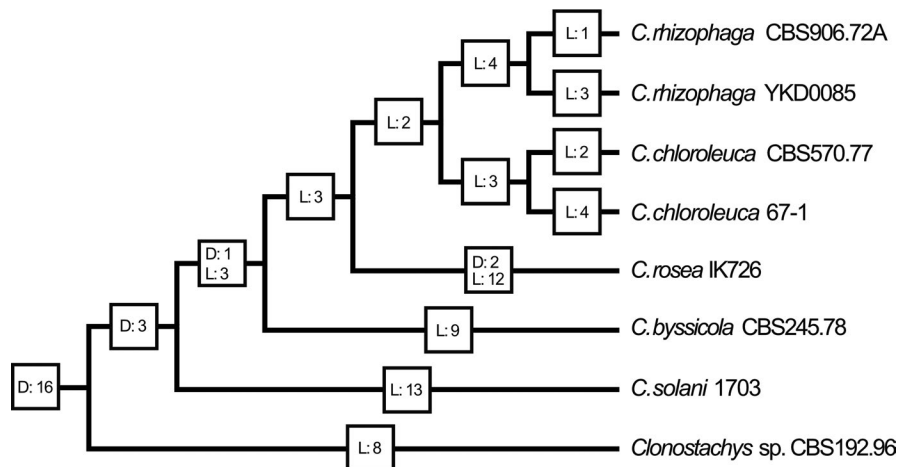 L: 1
C.rhizophaga CBS906.72A
L: 4
L: 3
C.rhizophaga YKD0085
L: 2
L: 2
C.chloroleuca CBS570.77
L: 3
L: 3
L: 4
C.chloroleuca 67-1
D: 1
L: 3
D: 2
L: 12
C.rosea IK726
D: 3
L: 9
C.byssicola CBS245.78
D: 16
L: 13
C.solani 1703
L: 8
Clonostachys sp. CBS192.96